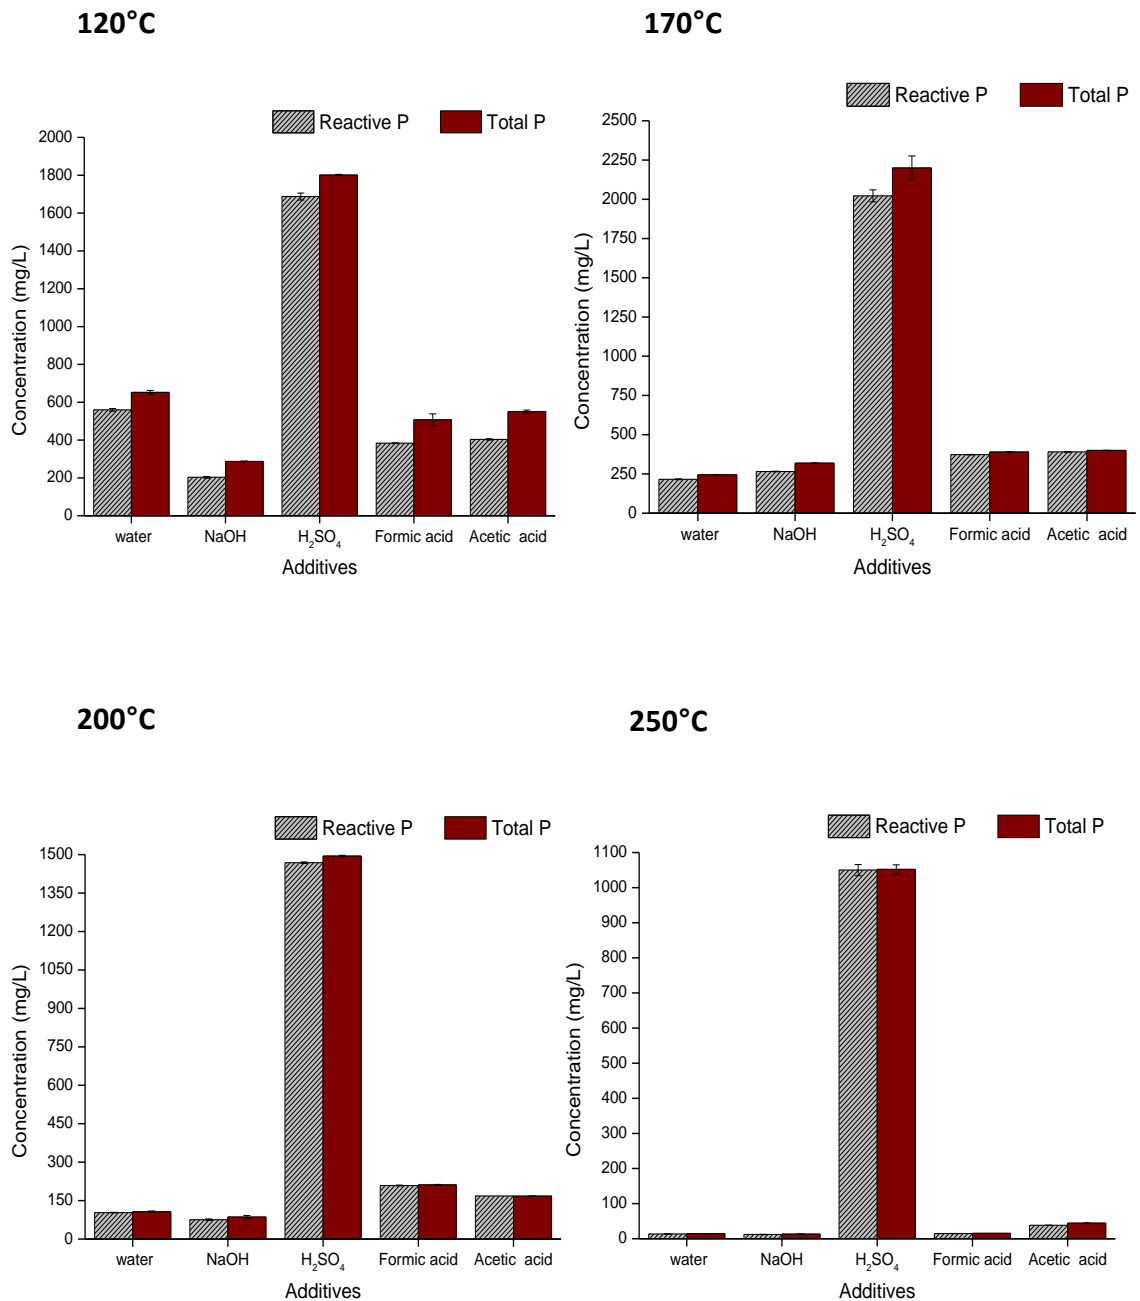 120°C
Reactive P Total P
2000
1800
1600
1400
1200
1000
800
600
400
200
0
Concentration (mg/L)
water NaOH H₂SO₄ Formic acid Acetic acid
Additives
170°C
Reactive P Total P
2500
2250
2000
1750
1500
1250
1000
750
500
250
0
Concentration (mg/L)
water NaOH H₂SO₄ Formic acid Acetic acid
Additives
200°C
Reactive P Total P
1500
1350
1200
1050
900
750
600
450
300
150
0
Concentration (mg/L)
water NaOH H₂SO₄ Formic acid Acetic acid
Additives
250°C
Reactive P Total P
1100
1000
900
800
700
600
500
400
300
200
100
0
Concentration (mg/L)
water NaOH H₂SO₄ Formic acid Acetic acid
Additives